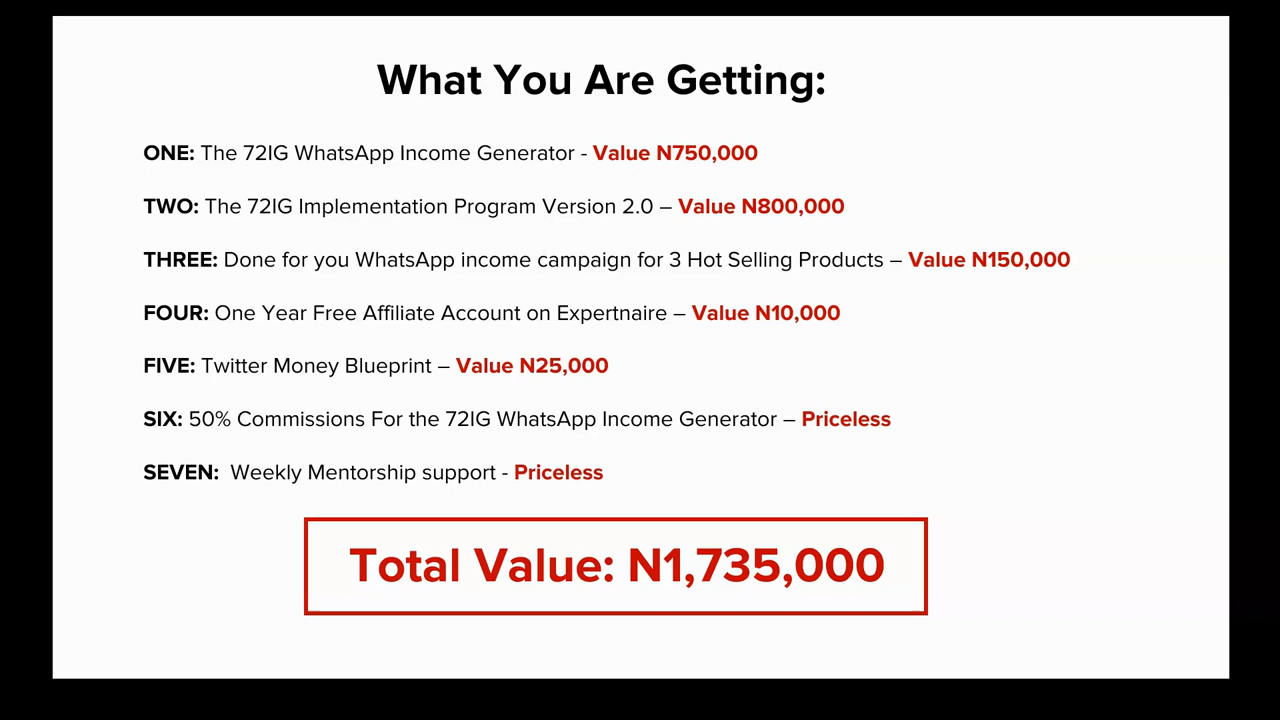 What You Are Getting:
ONE: The 72IG WhatsApp Income Generator - Value N750,000
TWO: The 72IG Implementation Program Version 2.0 – Value N800,000
THREE: Done for you WhatsApp income campaign for 3 Hot Selling Products – Value N150,000
FOUR: One Year Free Affiliate Account on Expertnaire – Value N10,000
FIVE: Twitter Money Blueprint – Value N25,000
SIX: 50% Commissions For the 72IG WhatsApp Income Generator – Priceless
SEVEN: Weekly Mentorship support - Priceless
Total Value: N1,735,000